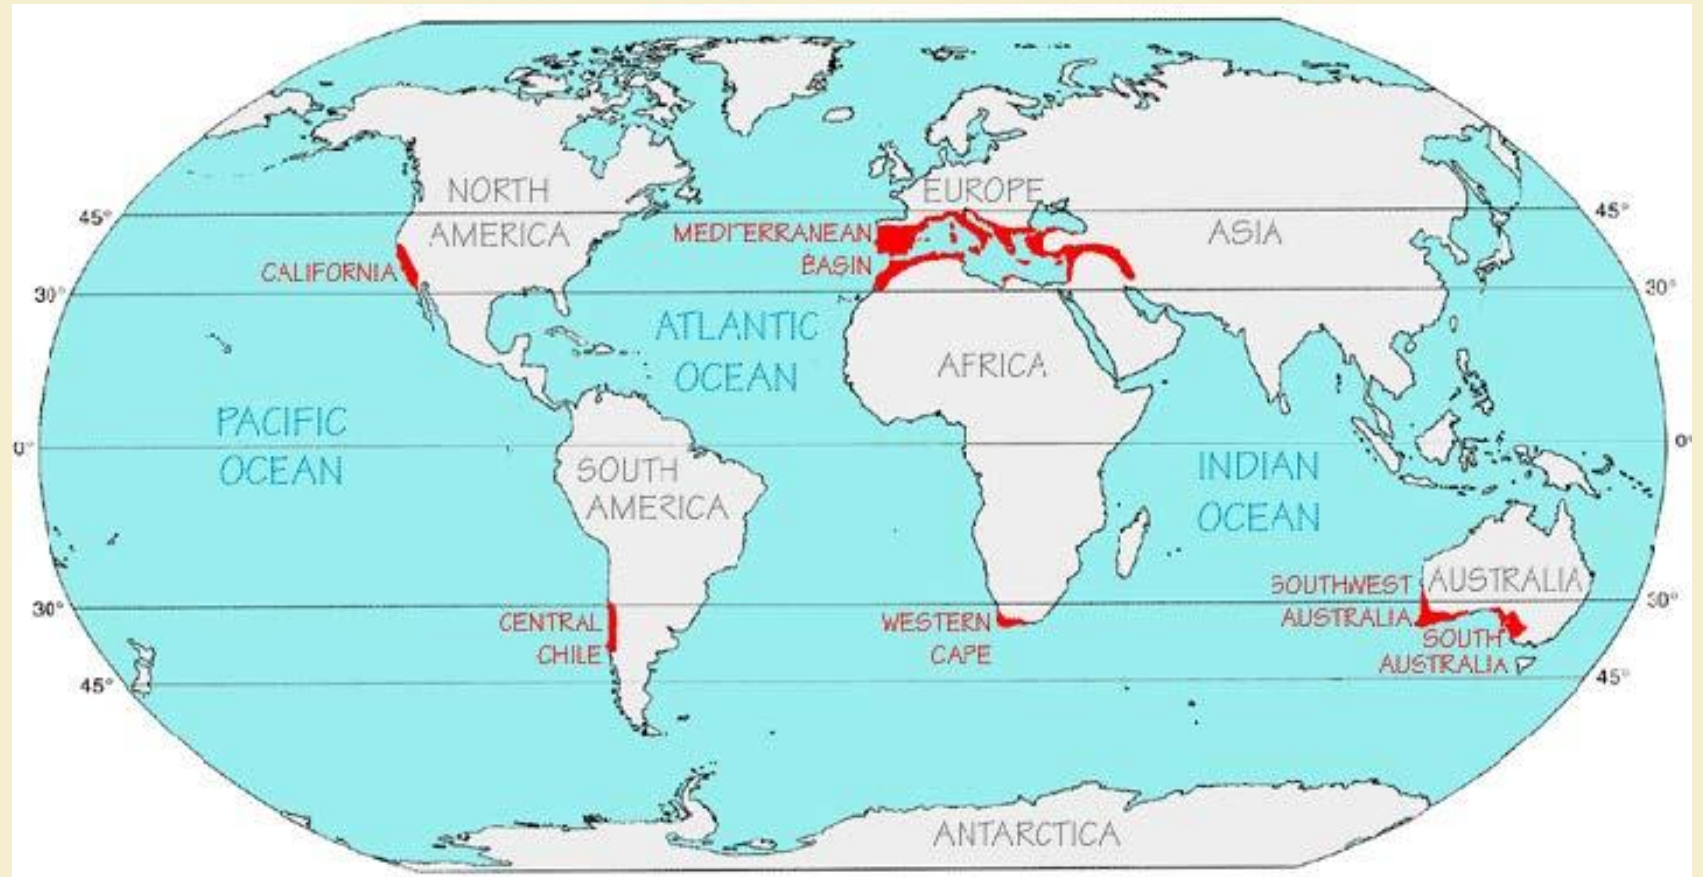 NORTH
AMERICA
EUROPE
ASIA
45°
45°
MEDITERRANEAN
BASIN
CALIFORNIA
30°
30°
ATLANTIC
OCEAN
AFRICA
PACIFIC
OCEAN
0°
0°
SOUTH
AMERICA
INDIAN
OCEAN
SOUTHWEST
AUSTRALIA
AUSTRALIA
30°
30°
CENTRAL
CHILE
WESTERN
CAPE
SOUTH
AUSTRALIA
45°
45°
ANTARCTICA